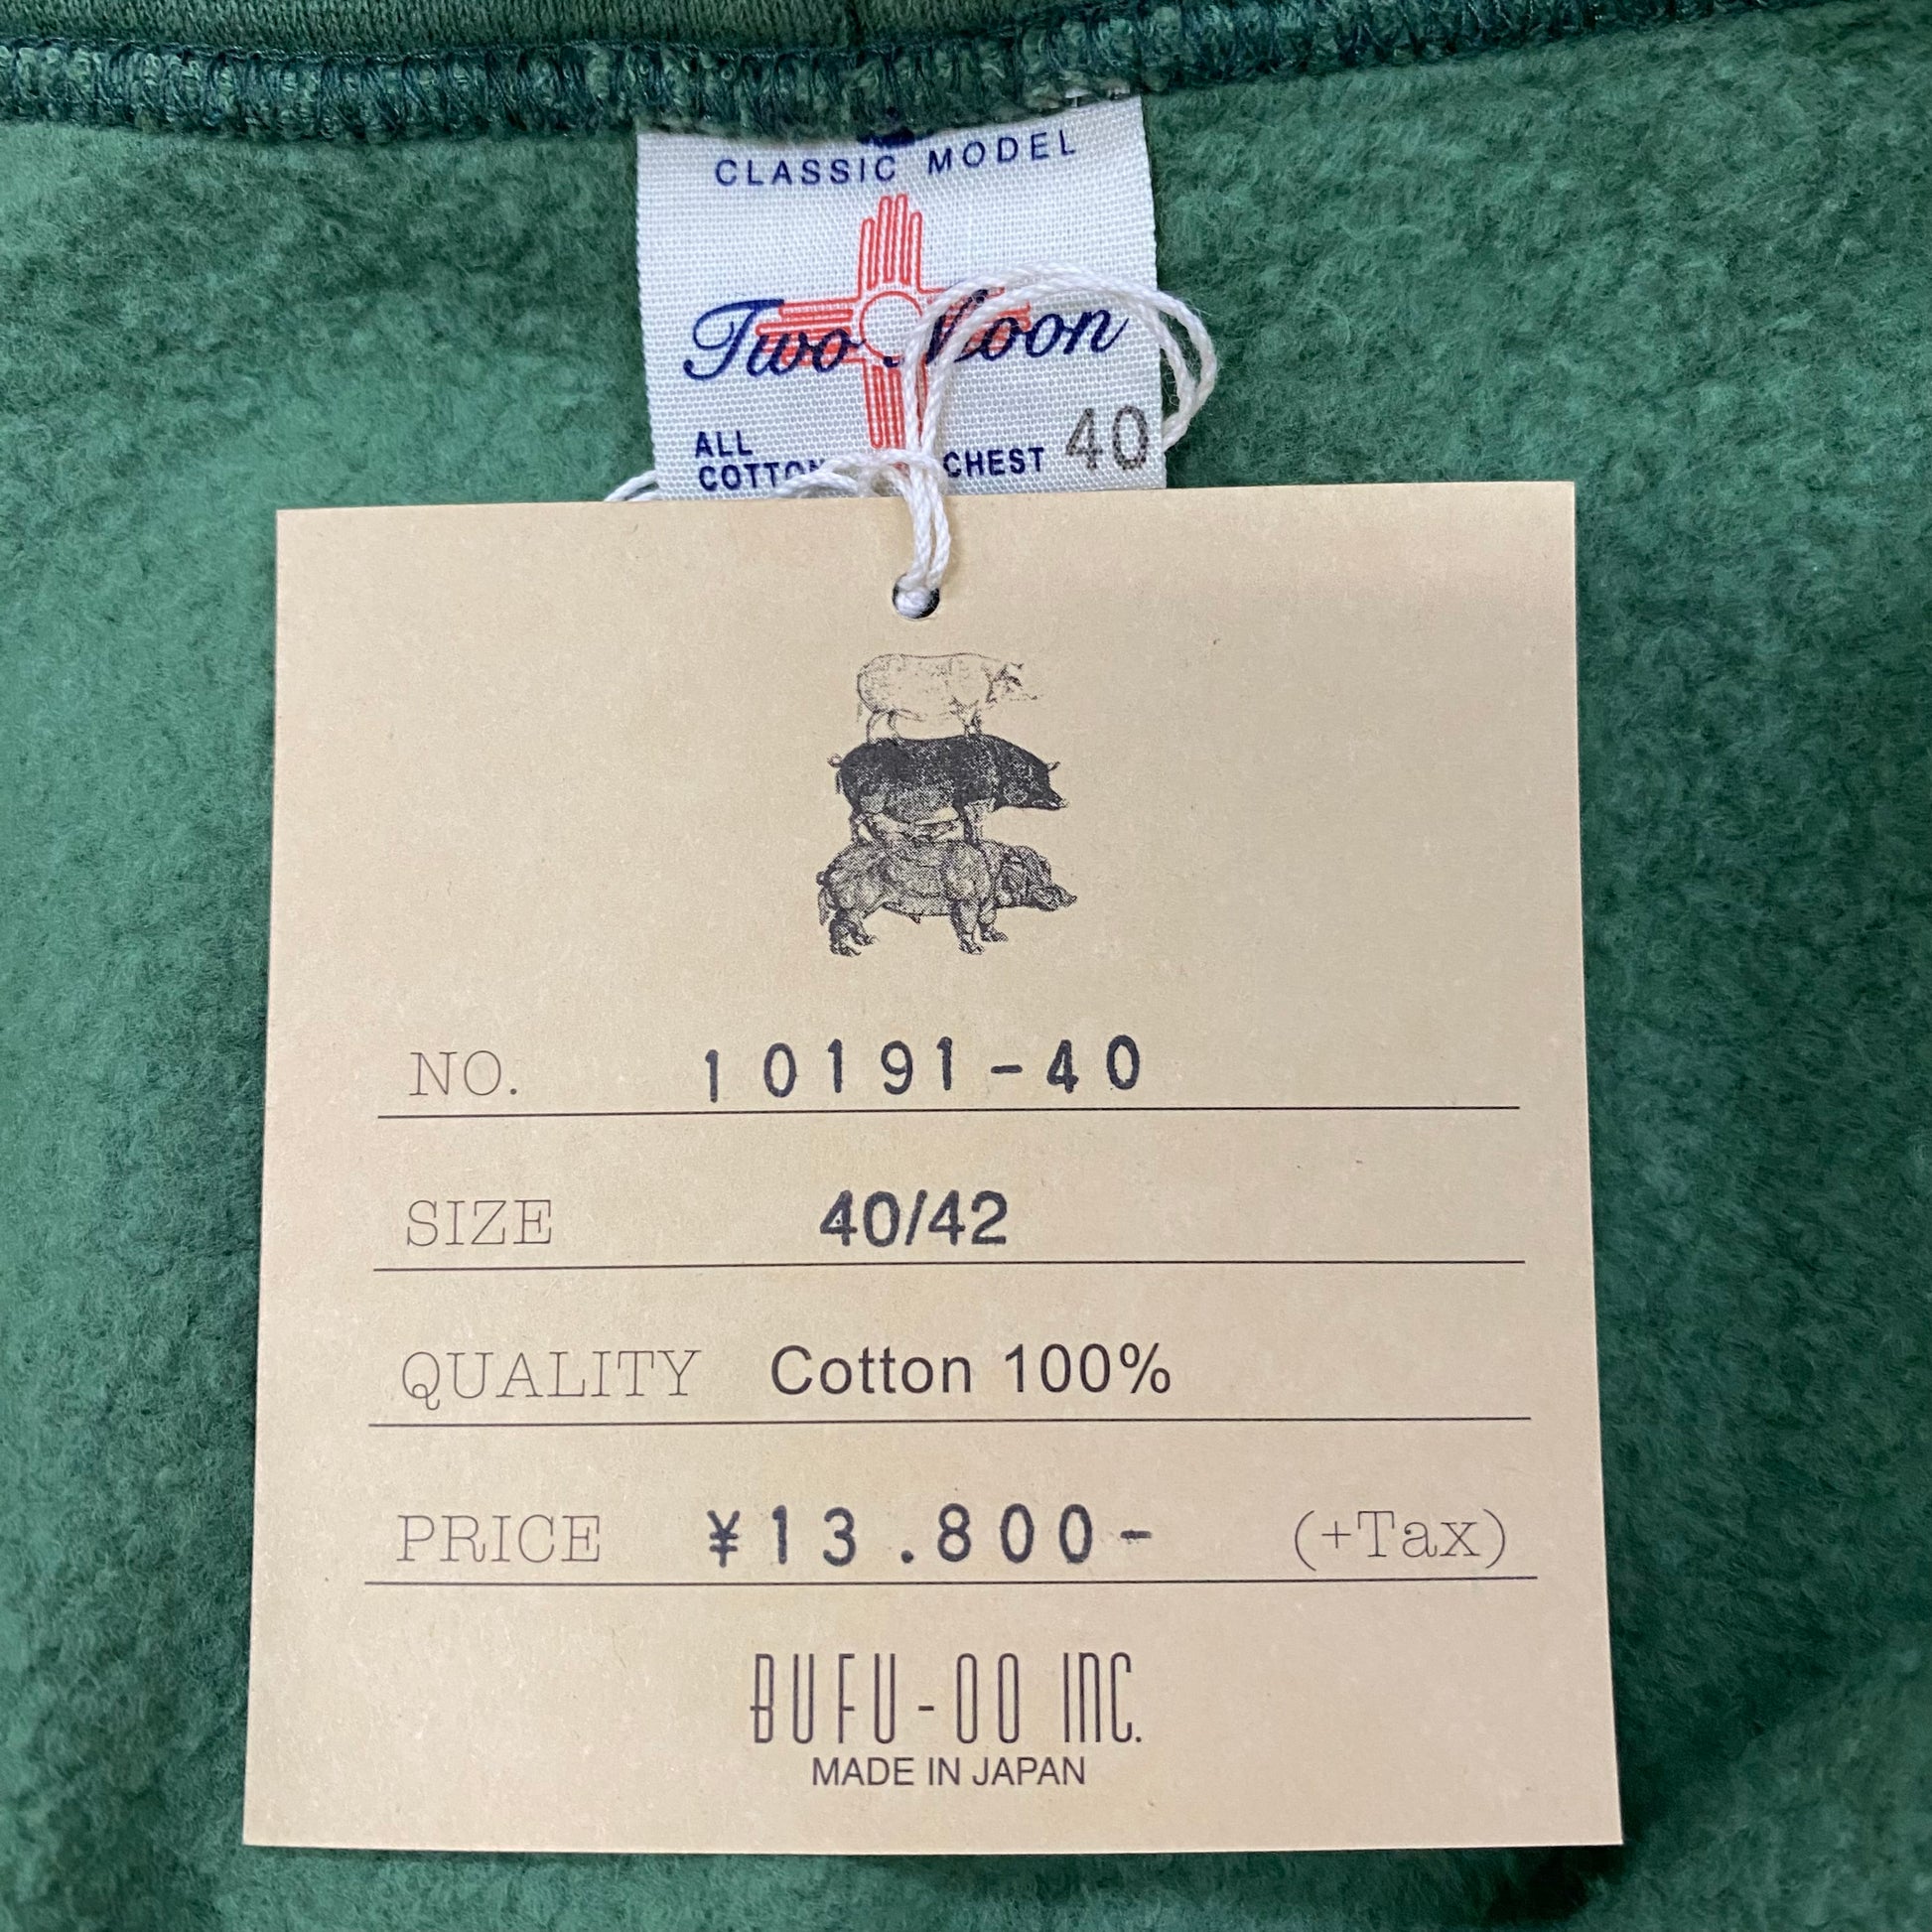 CLASSIC MODEL
Two Moon
ALL
COTTON CHEST 40
NO. 10191-40
SIZE 40/42
QUALITY Cotton 100%
PRICE ¥13.800- (+Tax)
BUFU-OO INC.
MADE IN JAPAN